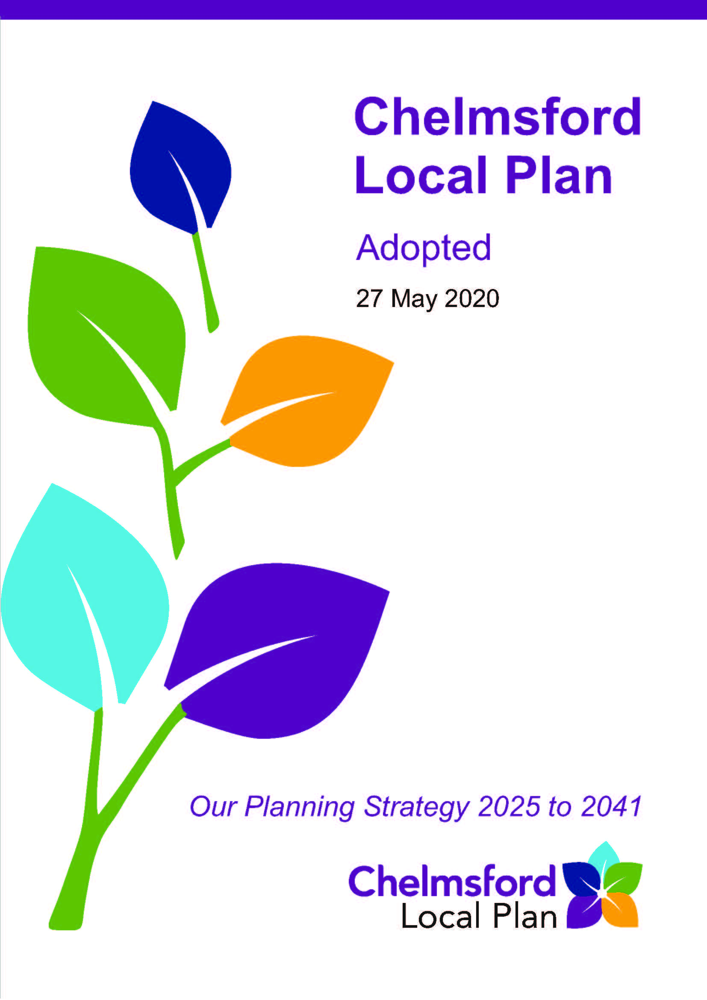 Chelmsford
Local Plan
Adopted
27 May 2020
Our Planning Strategy 2025 to 2041
Chelmsford
Local Plan